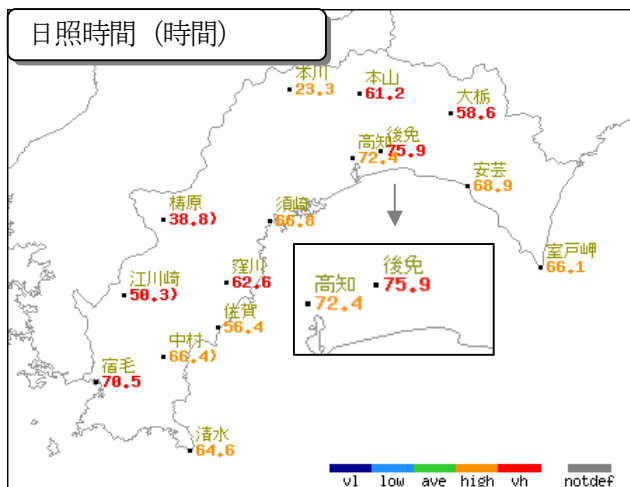 日照時間（時間）
本川
23.3
本山
61.2
大栃
58.6
高知
72.4
後免
75.9
安芸
68.9
梼原
38.8)
須崎
66.8
室戸岬
66.1
江川崎
50.3)
窪川
62.6
佐賀
56.4
高知
72.4
後免
75.9
中村
66.4)
宿毛
70.5
清水
64.6
vl low ave high vh notdef